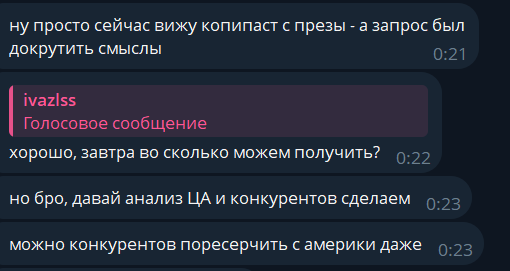 ну просто сейчас вижу копипаст с презы - а запрос был
докрутить смыслы
0:21
ivazlss
Голосовое сообщение
хорошо, завтра во сколько можем получить?
0:22
но бро, давай анализ ЦА и конкурентов сделаем
0:23
можно конкурентов поресерчить с америки даже
0:23